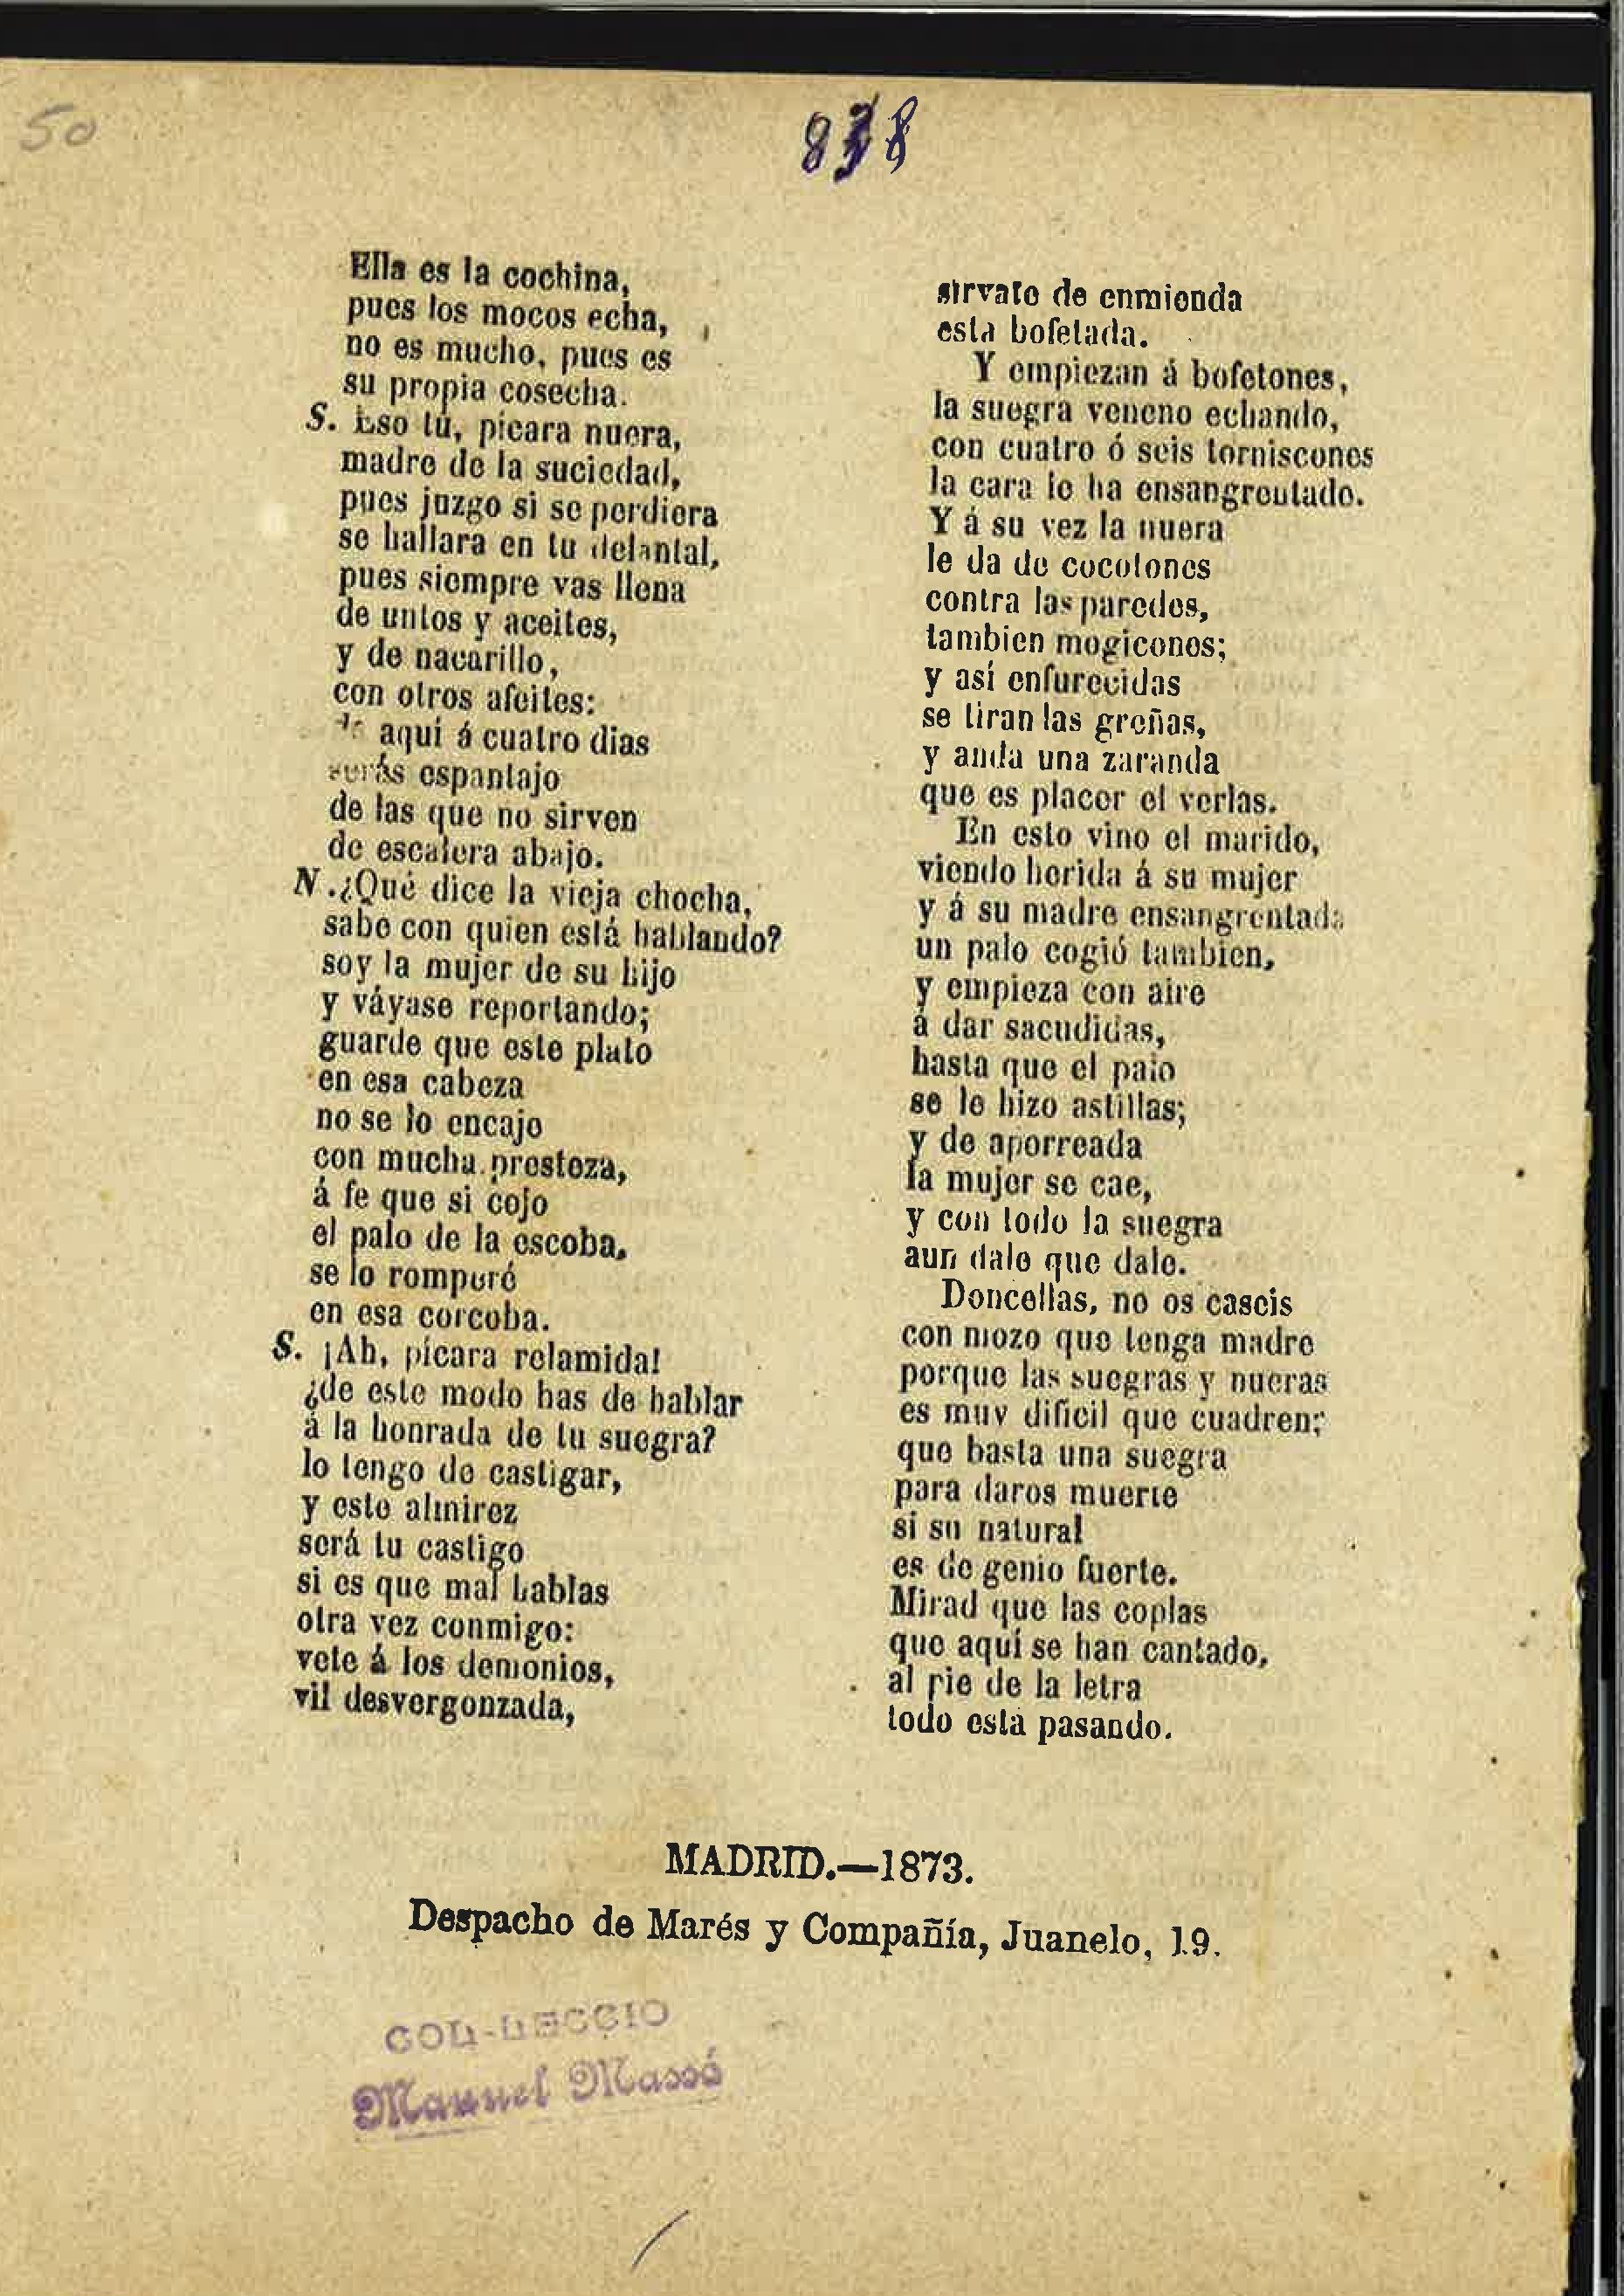 50
838
Ella es la cochina,
pues los mocos echa,
no es mucho, pues es
su propia cosecha.
S. Eso tú, pícara nuera,
madre de la suciedad,
pues juzgo si se perdiera
se hallara en tu delantal,
pues siempre vas llena
de untos y aceites,
y de nacarillo,
con otros afeites:
de aquí á cuatro dias
serás espantajo
de las que no sirven
de escalera abajo.
N. ¿Qué dice la vieja chocha,
sabe con quien está hablando?
soy la mujer de su hijo
y váyase reportando;
guarde que este plato
en esa cabeza
no se lo encaje
con mucha presteza,
á fe que si cojo
el palo de la escoba,
se lo romperé
en esa corcoba.
S. ¡Ah, pícara relamida!
¿de este modo has de hablar
á la honrada de tu suegra?
lo tengo de castigar,
y este almirez
será tu castigo
si es que mal hablas
otra vez conmigo:
vete á los demonios,
vil desvergonzada,
sirvate de enmienda
esta bofetada.
Y empiezan á bofetones,
la suegra veneno echando,
con cuatro ó seis torniscones
la cara le ha ensangrentado.
Y á su vez la nuera
le da de cocotones
contra las paredes,
tambien mogicones;
y así enfurecidas
se tiran las greñas,
y anda una zaranda
que es placer el verlas.
En esto vino el marido,
viendo herida á su mujer
y á su madre ensangrentada
un palo cogió tambien,
y empieza con aire
á dar sacudidas,
hasta que el palo
se le hizo astillas;
y de aporreada
la mujer se cae,
y con todo la suegra
aun dale que dale.
Doncellas, no os caseis
con mozo que tenga madre
porque las suegras y nueras
es muy dificil que cuadren;
que basta una suegra
para daros muerte
si su natural
es de genio fuerte.
Mirad que las coplas
que aquí se han cantado,
al pie de la letra
todo está pasando.
MADRID.—1873.
Despacho de Marés y Compañía, Juanelo, 19.
COL-LECCIO
Manuel Massó